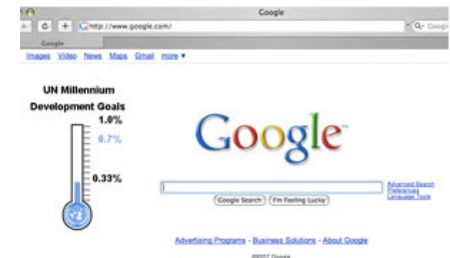 Google
http://www.google.com/
Q- Google
Google
Images Video News Maps Gmail more ▼
UN Millennium
Development Goals
1.0%
0.7%
0.33%
Google™
Advanced Search
Preferences
Language Tools
Google Search I'm Feeling Lucky
Advertising Programs - Business Solutions - About Google
©2007 Google